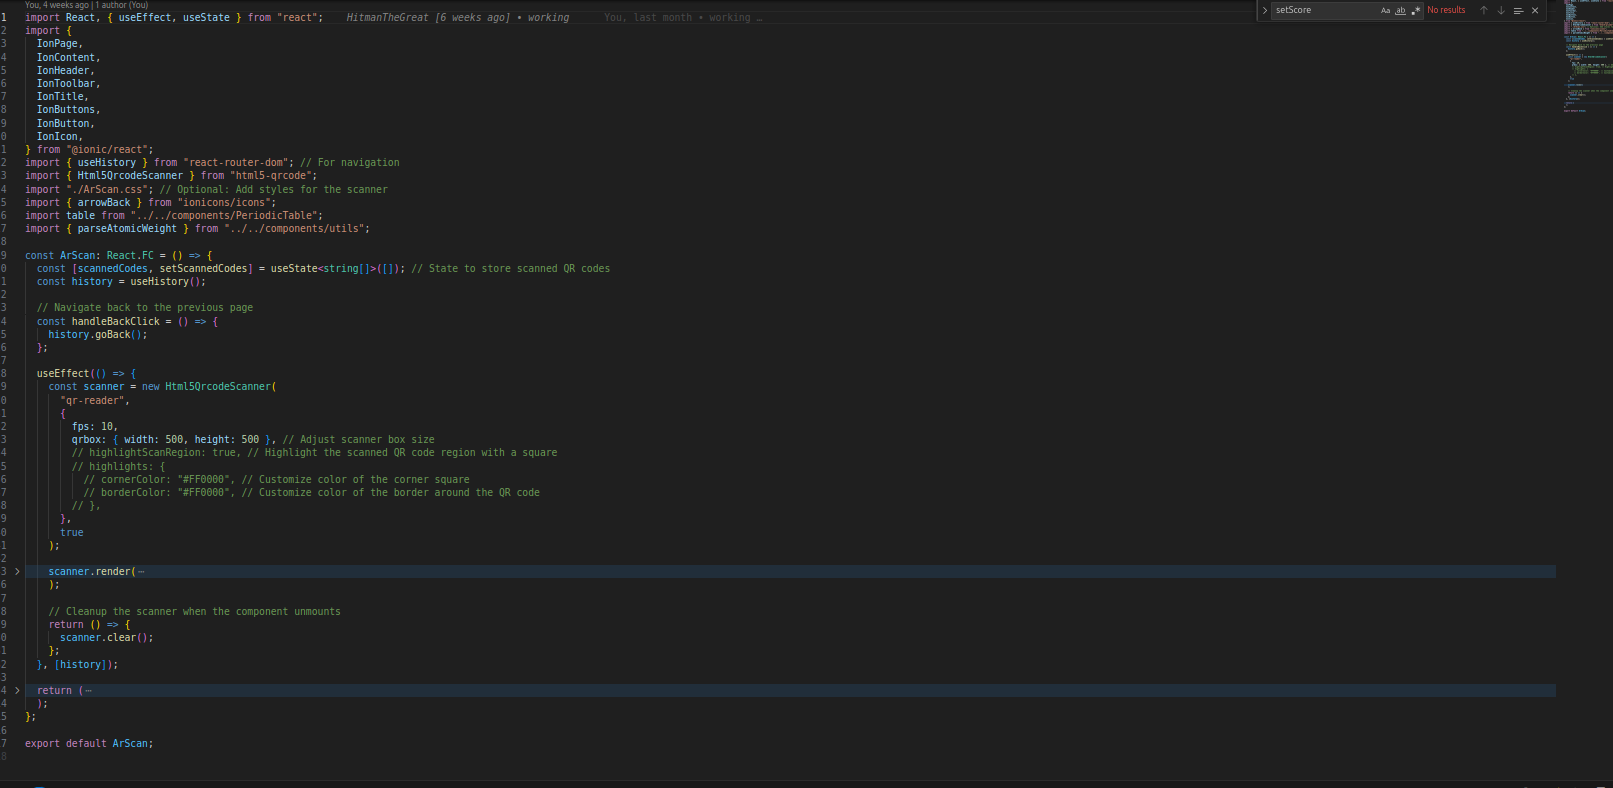 You, 4 weeks ago | 1 author (You)
1 import React, { useEffect, useState } from "react"; HitmanTheGreat [6 weeks ago] • working You, last month • working …
2 import {
3 IonPage,
4 IonContent,
5 IonHeader,
6 IonToolbar,
7 IonTitle,
8 IonButtons,
9 IonButton,
0 IonIcon,
1 } from "@ionic/react";
2 import { useHistory } from "react-router-dom"; // For navigation
3 import { Html5QrcodeScanner } from "html5-qrcode";
4 import "./ArScan.css"; // Optional: Add styles for the scanner
5 import { arrowBack } from "ionicons/icons";
6 import table from "../../components/PeriodicTable";
7 import { parseAtomicWeight } from "../../components/utils";
8
9 const ArScan: React.FC = () => {
0 const [scannedCodes, setScannedCodes] = useState<string[]>([]); // State to store scanned QR codes
1 const history = useHistory();
2
3 // Navigate back to the previous page
4 const handleBackClick = () => {
5 history.goBack();
6 };
7
8 useEffect(() => {
9 const scanner = new Html5QrcodeScanner(
0 "qr-reader",
1 {
2 fps: 10,
3 qrbox: { width: 500, height: 500 }, // Adjust scanner box size
4 // highlightScanRegion: true, // Highlight the scanned QR code region with a square
5 // highlights: {
6 // cornerColor: "#FF0000", // Customize color of the corner square
7 // borderColor: "#FF0000", // Customize color of the border around the QR code
8 // },
9 },
0 true
1 );
2
3 scanner.render( ⋯
6 );
7
8 // Cleanup the scanner when the component unmounts
9 return () => {
0 scanner.clear();
1 };
2 }, [history]);
3
4 return ( ⋯
4 );
5 };
6
7 export default ArScan;
8
setScore Aa ab .* No results